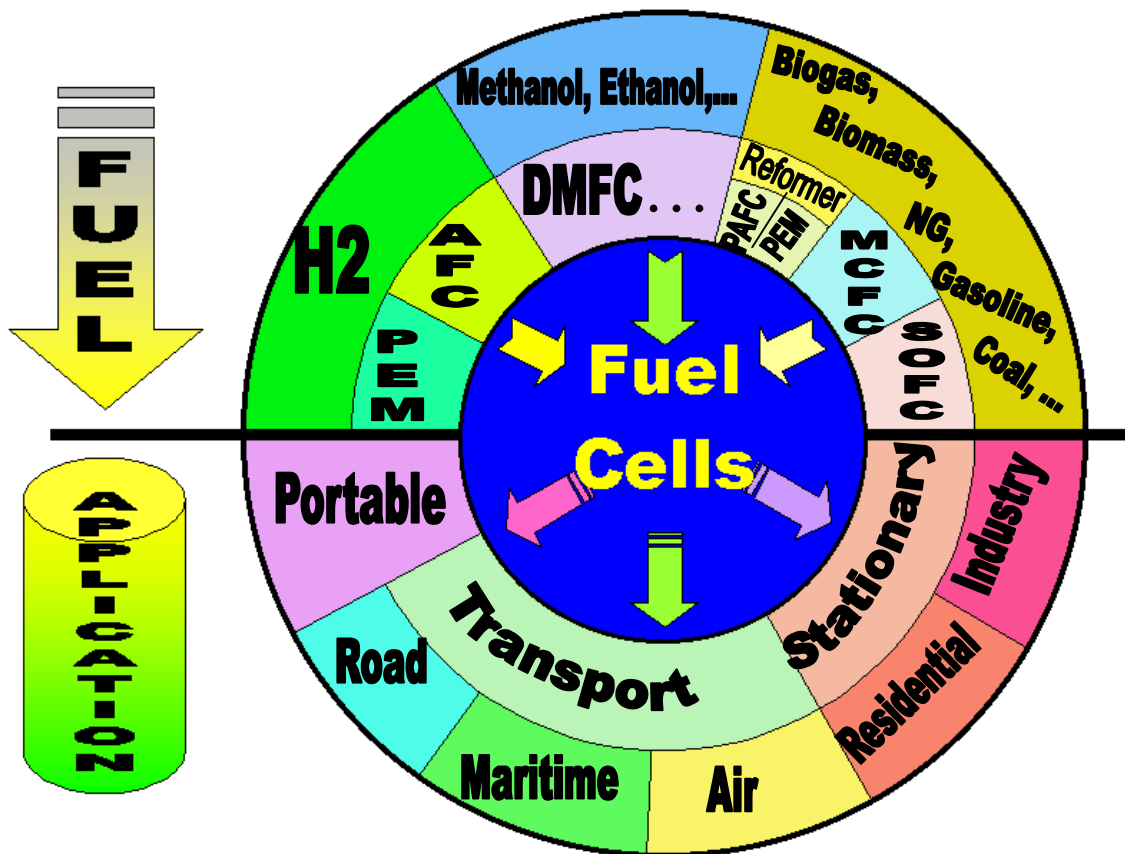 FUEL
Methanol, Ethanol,...
Biogas,
Biomass,
NG,
Gasoline,
Coal, ...
H2
AFC
PEM
DMFC...
Reformer
PAFC
PEM
MCFC
SOFC
Fuel
Cells
APPLICATION
Portable
Transport
Stationary
Road
Maritime
Air
Residential
Industry